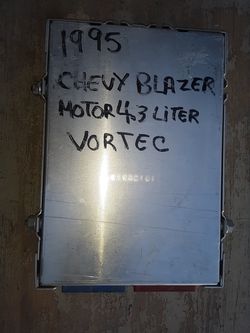 1995
CHEVY BLAZER
MOTOR 4.3 LITER
VORTEC